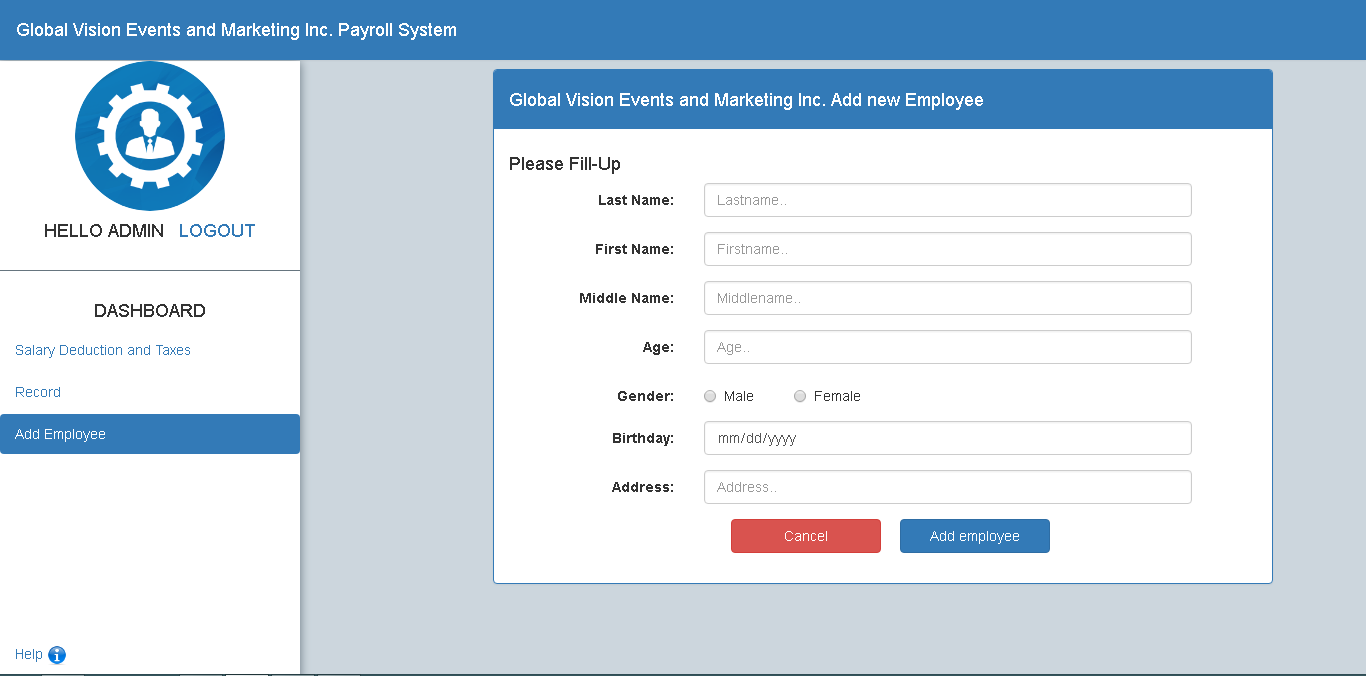 Global Vision Events and Marketing Inc. Payroll System
HELLO ADMIN LOGOUT
DASHBOARD
Salary Deduction and Taxes
Record
Add Employee
Help
Global Vision Events and Marketing Inc. Add new Employee
Please Fill-Up
Last Name: Lastname..
First Name: Firstname..
Middle Name: Middlename..
Age: Age..
Gender: Male Female
Birthday: mm/dd/yyyy
Address: Address..
Cancel Add employee